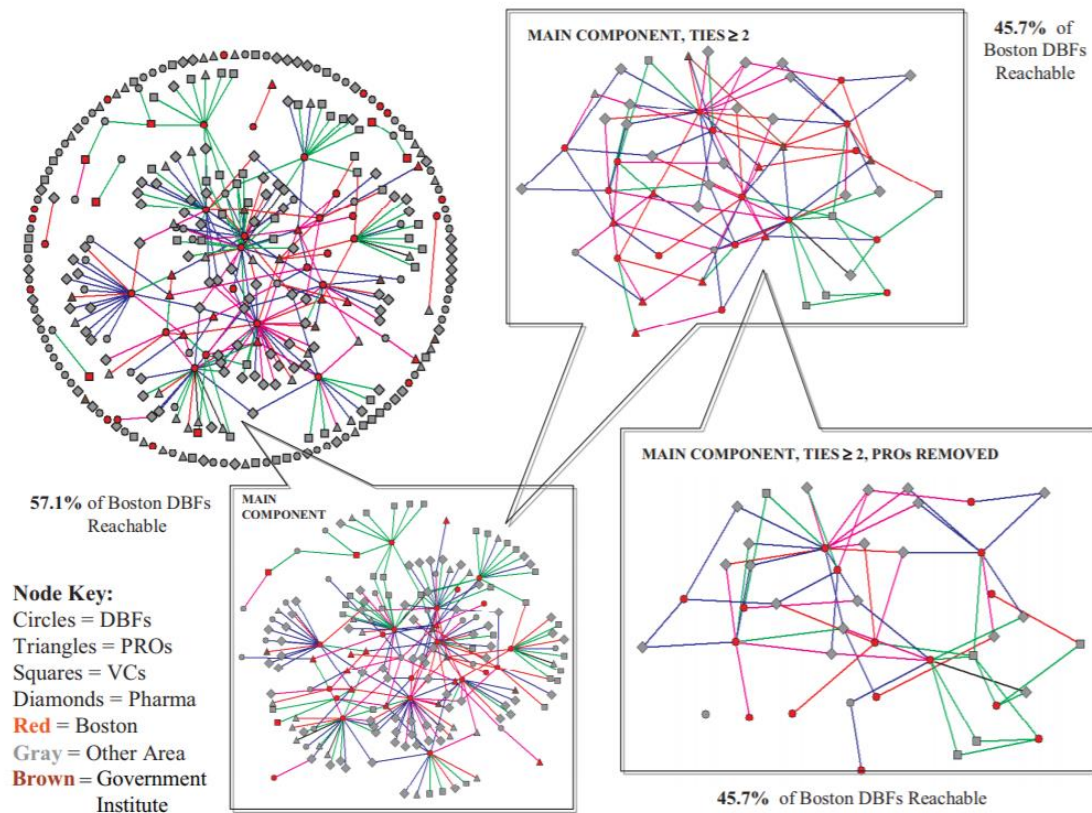 MAIN COMPONENT, TIES ≥ 2
45.7% of
Boston DBFs
Reachable
57.1% of Boston DBFs
Reachable
MAIN
COMPONENT
MAIN COMPONENT, TIES ≥ 2, PROs REMOVED
Node Key:
Circles = DBFs
Triangles = PROs
Squares = VCs
Diamonds = Pharma
Red = Boston
Gray = Other Area
Brown = Government
Institute
45.7% of Boston DBFs Reachable